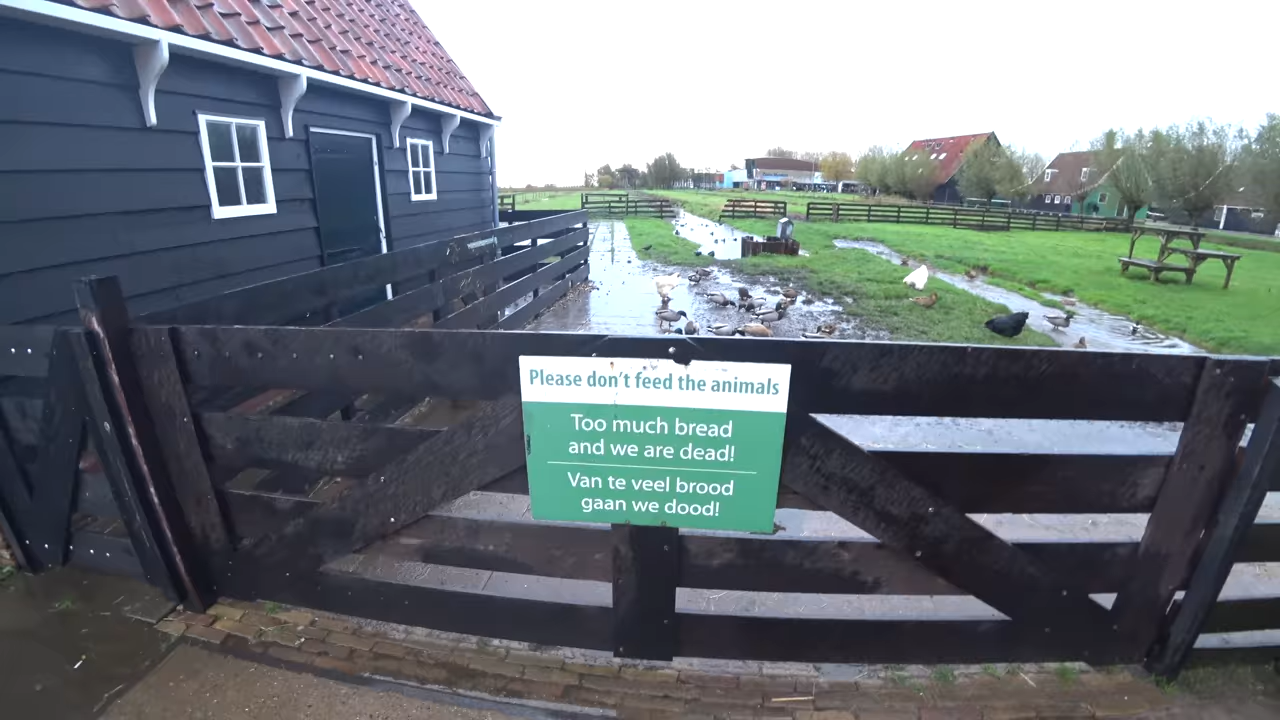 Please don't feed the animals
Too much bread
and we are dead!
Van te veel brood
gaan we dood!